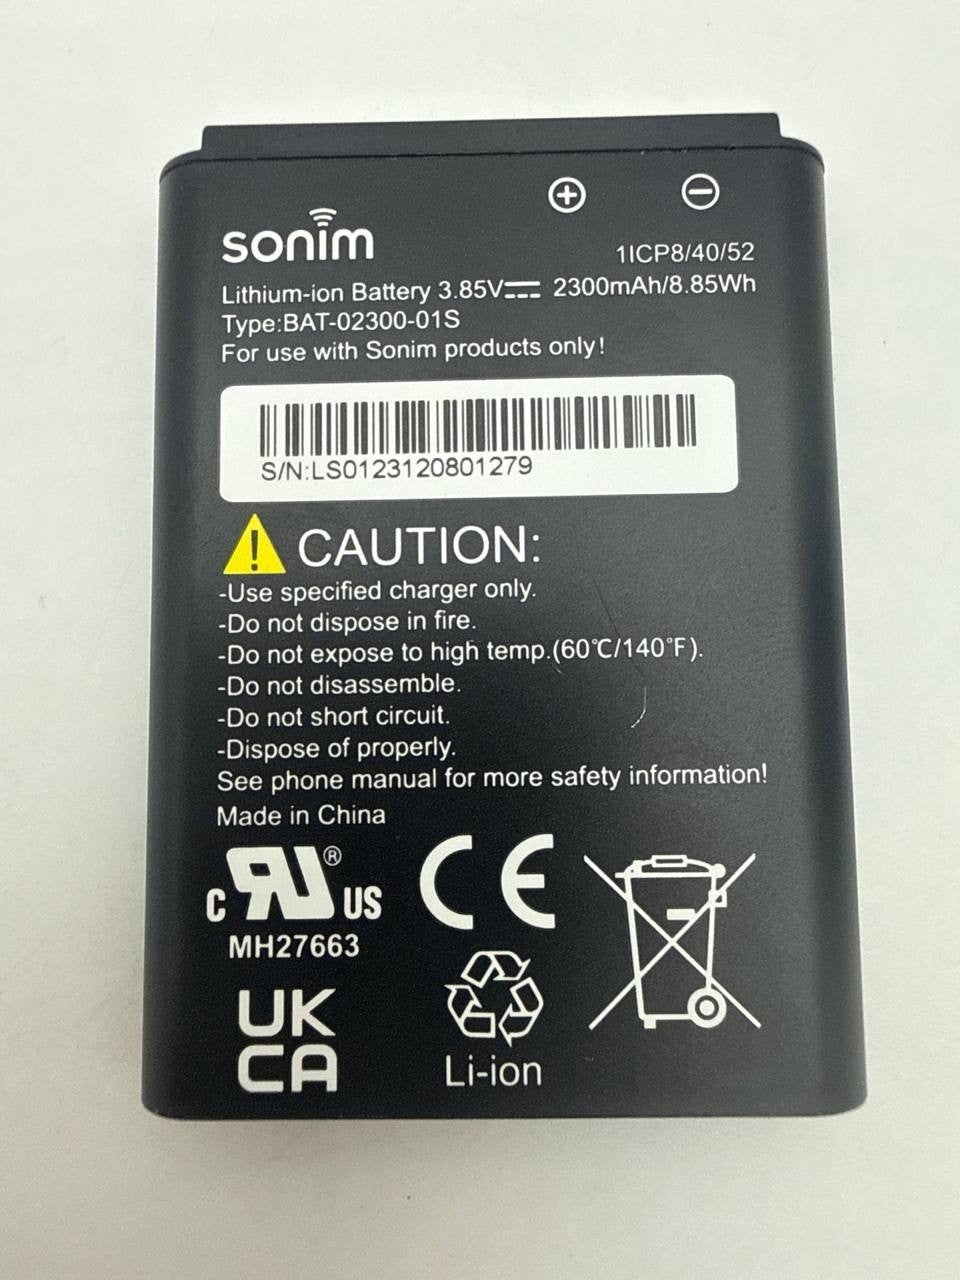 sonim
1ICP8/40/52
Lithium-ion Battery 3.85V⎓ 2300mAh/8.85Wh
Type:BAT-02300-01S
For use with Sonim products only!
S/N:LS0123120801279
CAUTION:
-Use specified charger only.
-Do not dispose in fire.
-Do not expose to high temp.(60℃/140℉).
-Do not disassemble.
-Do not short circuit.
-Dispose of properly.
See phone manual for more safety information!
Made in China
C RU® US
CE
MH27663
UK
CA
Li-ion